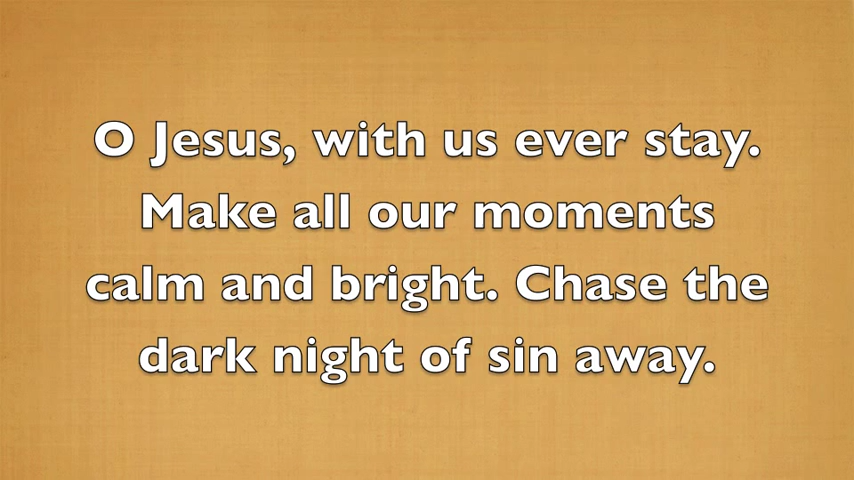 O Jesus, with us ever stay.
Make all our moments
calm and bright. Chase the
dark night of sin away.